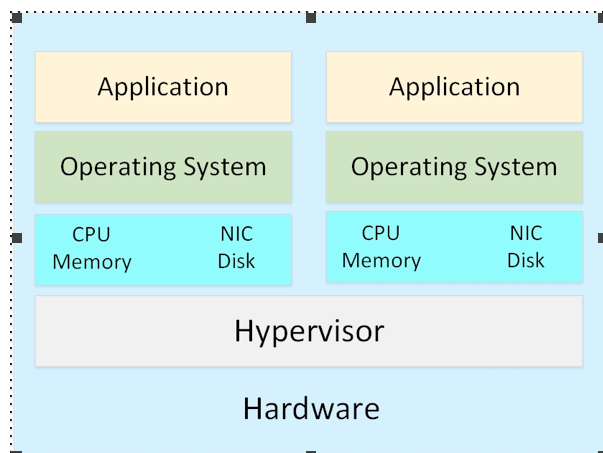 Application
Application
Operating System
Operating System
CPU NIC
Memory Disk
CPU NIC
Memory Disk
Hypervisor
Hardware